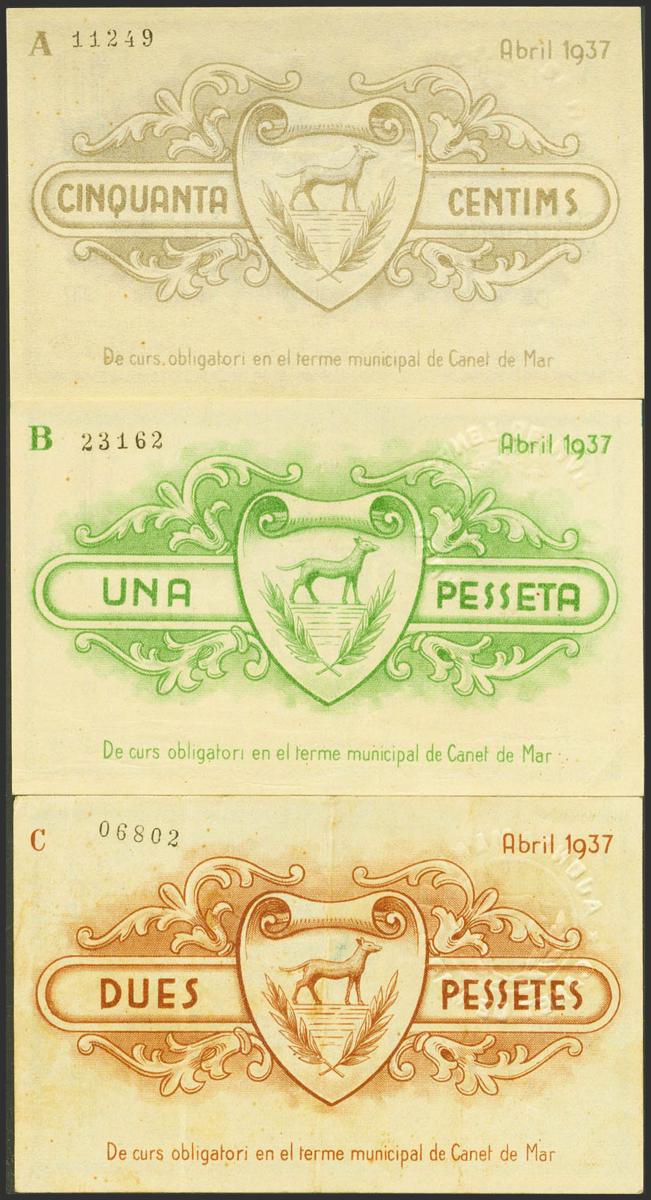 A 11249 Abril 1937
CINQUANTA CENTIMS
De curs obligatori en el terme municipal de Canet de Mar
B 23162 Abril 1937
UNA PESSETA
De curs obligatori en el terme municipal de Canet de Mar
C 06802 Abril 1937
DUES PESSETES
De curs obligatori en el terme municipal de Canet de Mar